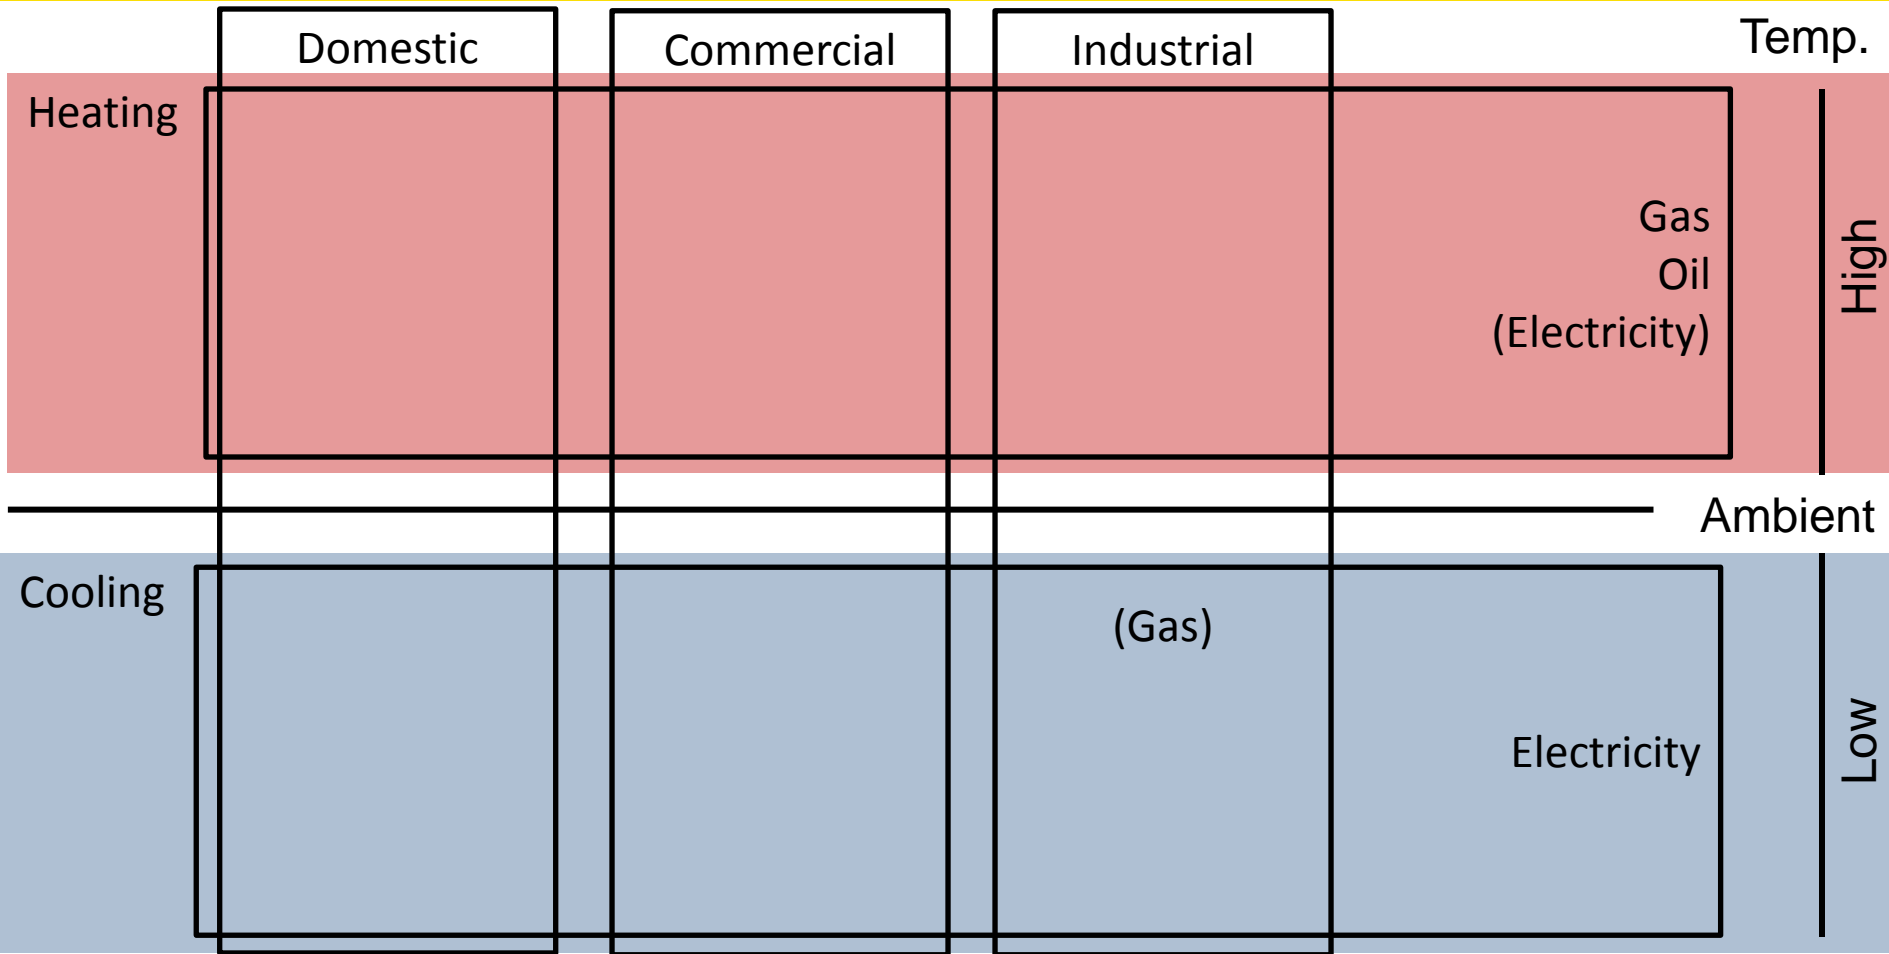 Domestic
Commercial
Industrial
Temp.
Heating
Gas
Oil
(Electricity)
High
Ambient
Cooling
(Gas)
Electricity
Low